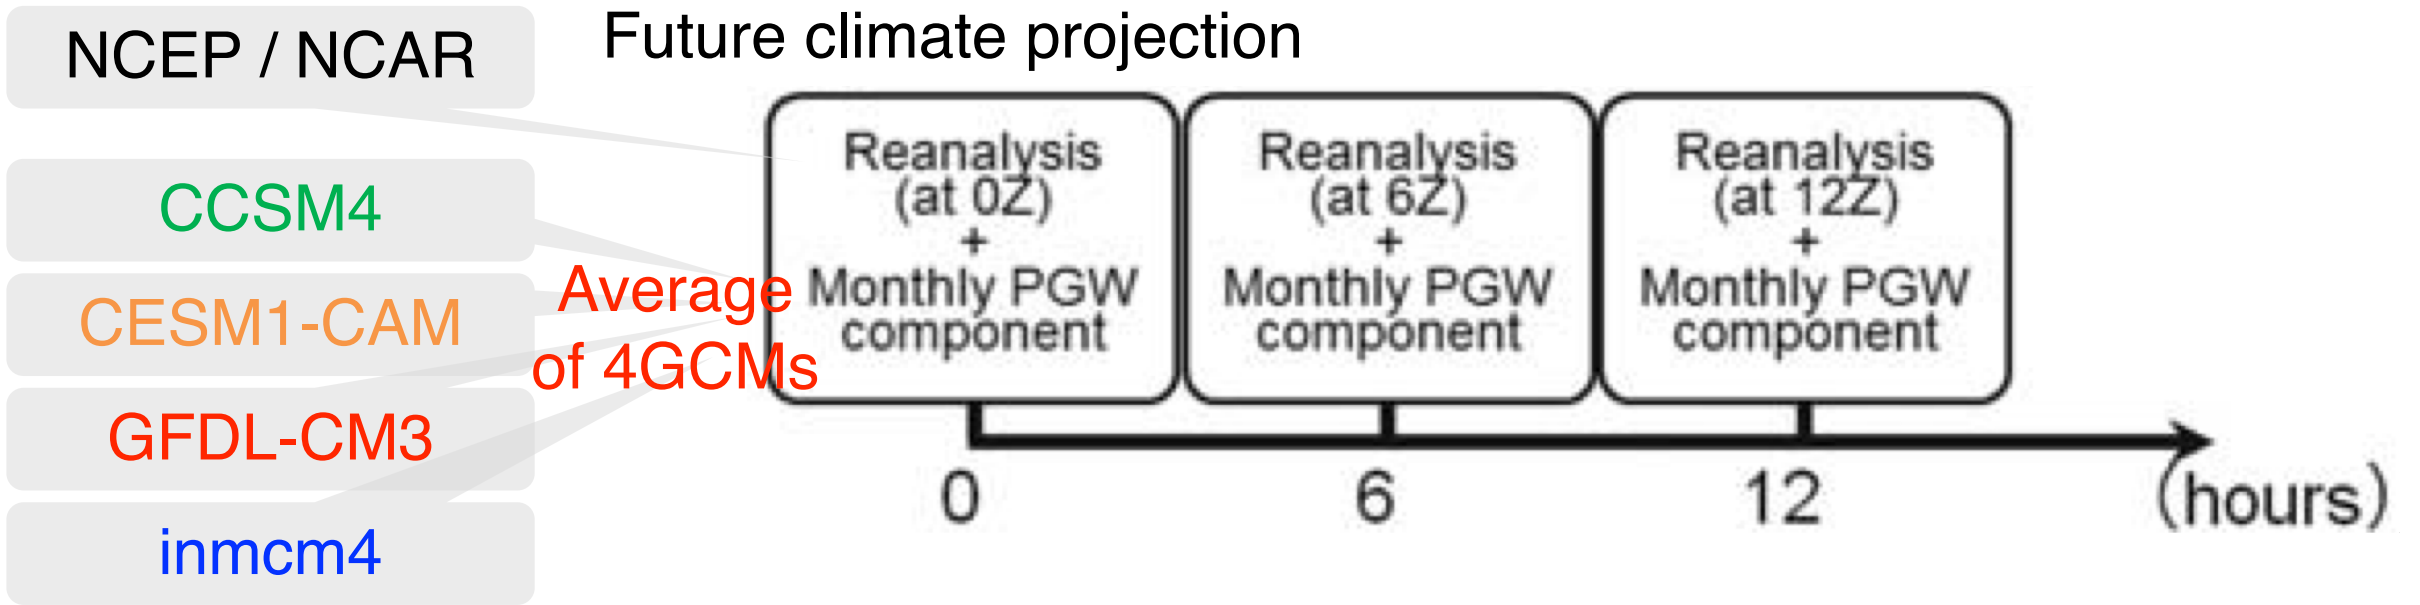 NCEP / NCAR
Future climate projection
CCSM4
CESM1-CAM
GFDL-CM3
inmcm4
Average
of 4GCMs
Reanalysis
(at 0Z)
+
Monthly PGW
component
Reanalysis
(at 6Z)
+
Monthly PGW
component
Reanalysis
(at 12Z)
+
Monthly PGW
component
0
6
12
(hours)